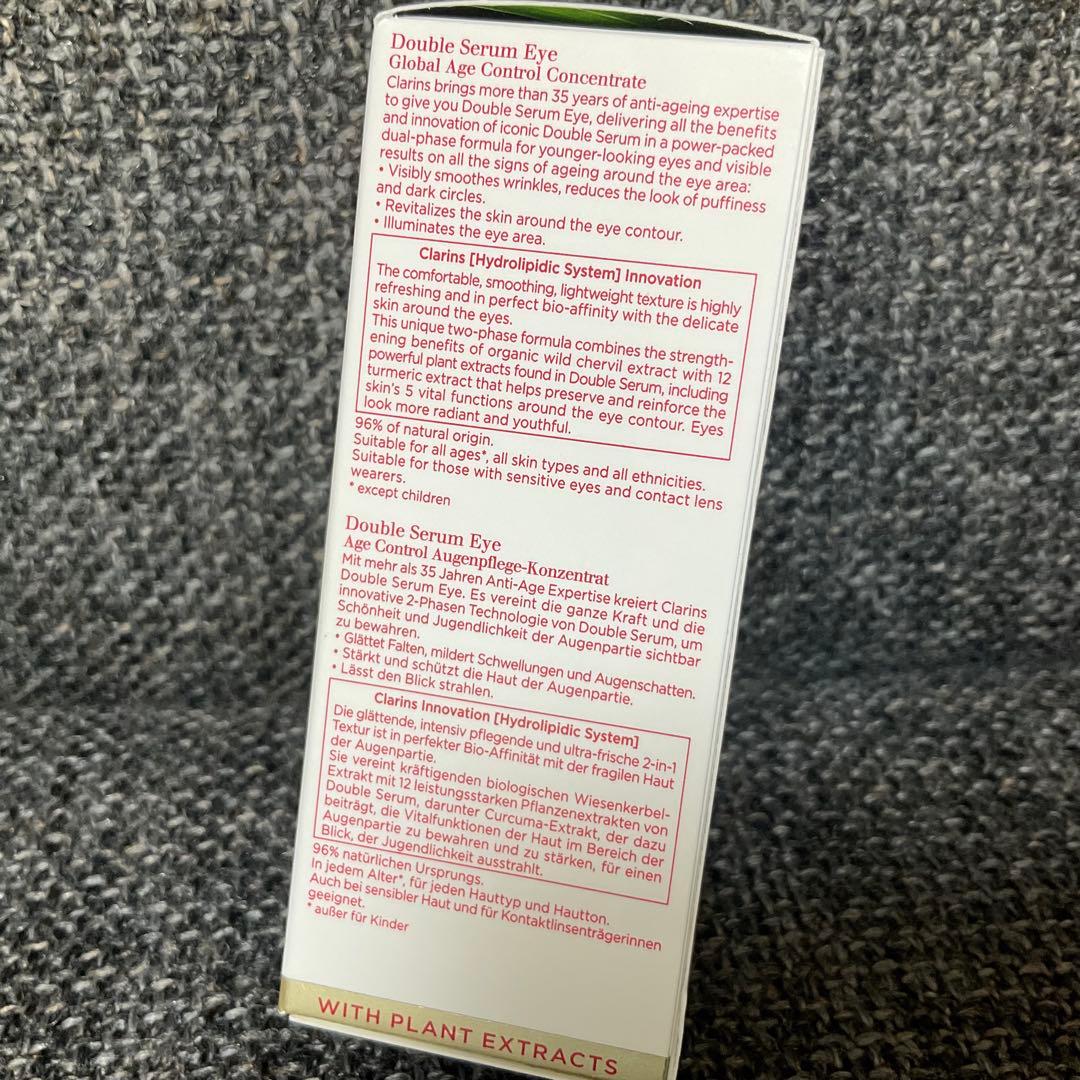 Double Serum Eye
Global Age Control Concentrate
Clarins brings more than 35 years of anti-ageing expertise
to give you Double Serum Eye, delivering all the benefits
and innovation of iconic Double Serum in a power-packed
dual-phase formula for younger-looking eyes and visible
results on all the signs of ageing around the eye area:
• Visibly smoothes wrinkles, reduces the look of puffiness
and dark circles.
• Revitalizes the skin around the eye contour.
• Illuminates the eye area.
Clarins [Hydrolipidic System] Innovation
The comfortable, smoothing, lightweight texture is highly
refreshing and in perfect bio-affinity with the delicate
skin around the eyes.
This unique two-phase formula combines the strength-
ening benefits of organic wild chervil extract with 12
powerful plant extracts found in Double Serum, including
turmeric extract that helps preserve and reinforce the
skin's 5 vital functions around the eye contour. Eyes
look more radiant and youthful.
96% of natural origin.
Suitable for all ages*, all skin types and all ethnicities.
Suitable for those with sensitive eyes and contact lens
wearers.
* except children
Double Serum Eye
Age Control Augenpflege-Konzentrat
Mit mehr als 35 Jahren Anti-Age Expertise kreiert Clarins
Double Serum Eye. Es vereint die ganze Kraft und die
innovative 2-Phasen Technologie von Double Serum, um
Schönheit und Jugendlichkeit der Augenpartie sichtbar
zu bewahren.
• Glättet Falten, mildert Schwellungen und Augenschatten.
• Stärkt und schützt die Haut der Augenpartie.
• Lässt den Blick strahlen.
Clarins Innovation [Hydrolipidic System]
Die glättende, intensiv pflegende und ultra-frische 2-in-1
Textur ist in perfekter Bio-Affinität mit der fragilen Haut
der Augenpartie.
Sie vereint kräftigenden biologischen Wiesenkerbel-
Extrakt mit 12 leistungsstarken Pflanzenextrakten von
Double Serum, darunter Curcuma-Extrakt, der dazu
beiträgt, die Vitalfunktionen der Haut im Bereich der
Augenpartie zu bewahren und zu stärken, für einen
Blick, der Jugendlichkeit ausstrahlt.
96% natürlichen Ursprungs.
In jedem Alter*, für jeden Hauttyp und Hautton.
Auch bei sensibler Haut und für Kontaktlinsenträgerinnen
geeignet.
* außer für Kinder
WITH PLANT EXTRACTS